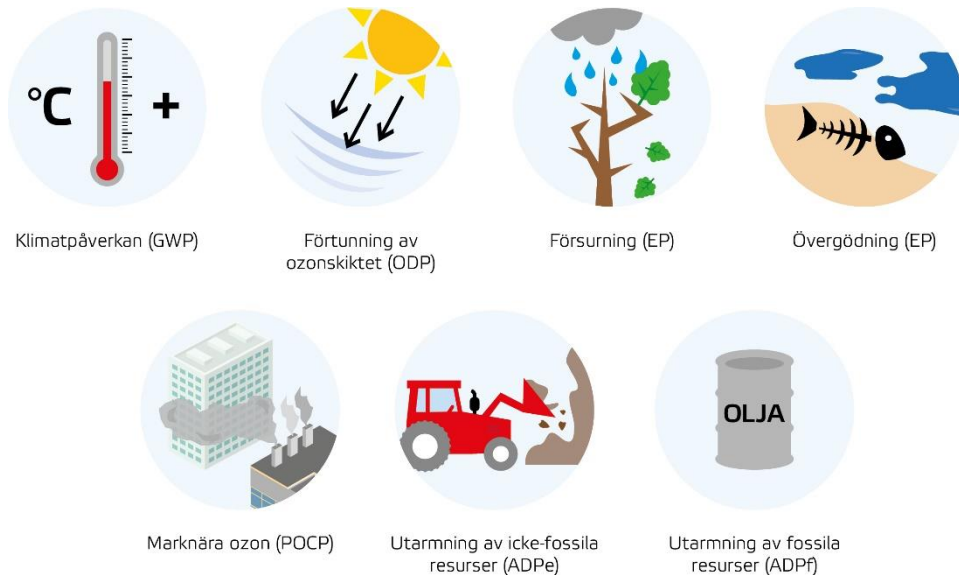 °C +
Klimatpåverkan (GWP)
Förtunning av
ozonskiktet (ODP)
Försurning (EP)
Övergödning (EP)
OLJA
Marknära ozon (POCP)
Utarmning av icke-fossila
resurser (ADPe)
Utarmning av fossila
resurser (ADPf)